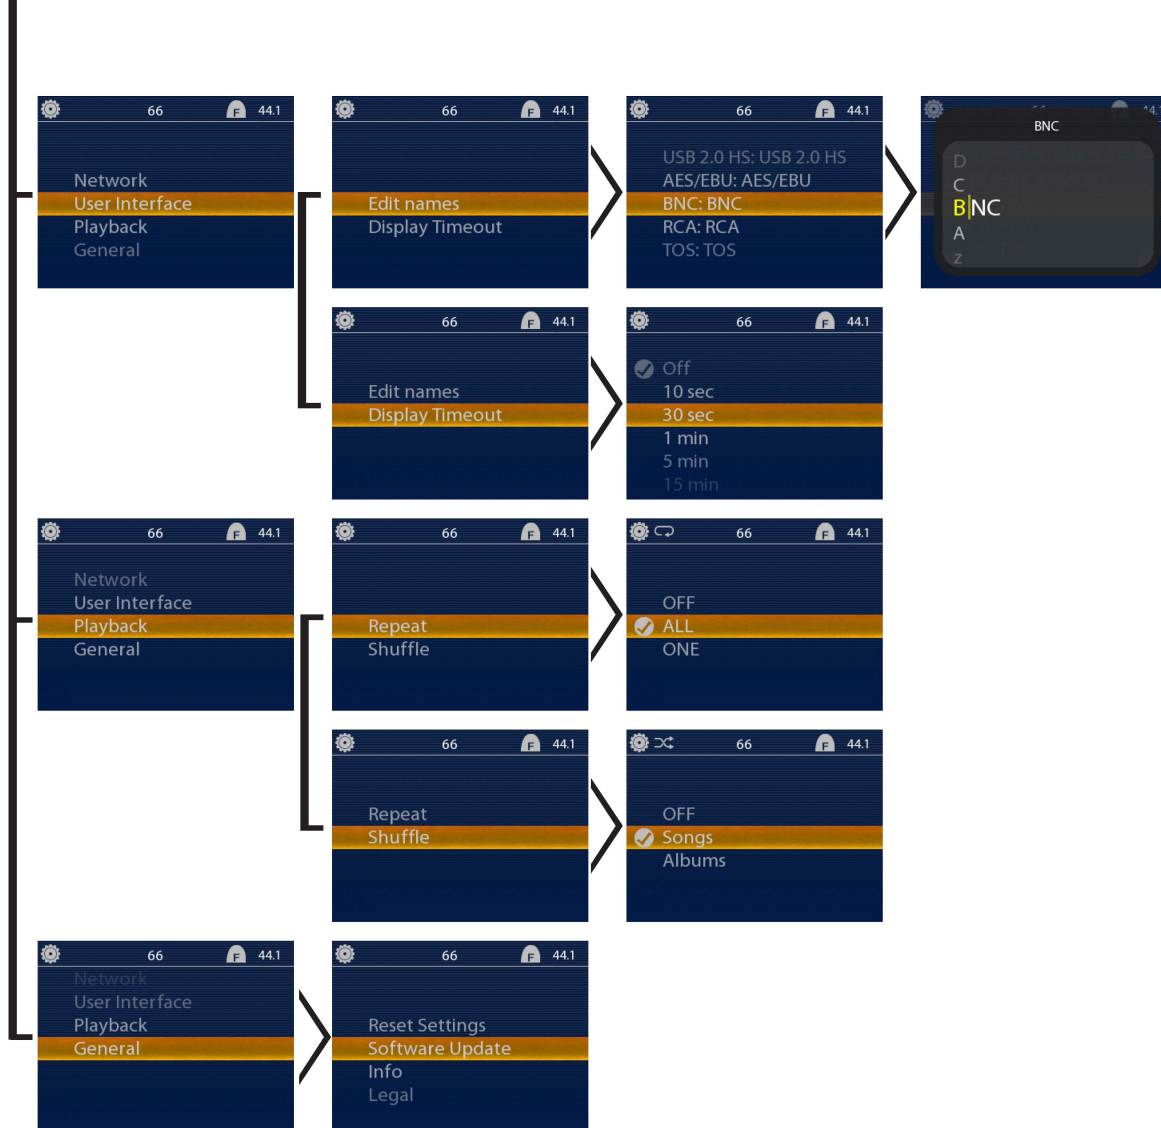 66 F 44.1
Network
User Interface
Playback
General
66 F 44.1
Edit names
Display Timeout
66 F 44.1
USB 2.0 HS: USB 2.0 HS
AES/EBU: AES/EBU
BNC: BNC
RCA: RCA
TOS: TOS
BNC
D
C
BNC
A
z
66 F 44.1
Edit names
Display Timeout
66 F 44.1
Off
10 sec
30 sec
1 min
5 min
15 min
66 F 44.1
Network
User Interface
Playback
General
66 F 44.1
Repeat
Shuffle
66 F 44.1
OFF
ALL
ONE
66 F 44.1
Repeat
Shuffle
66 F 44.1
OFF
Songs
Albums
66 F 44.1
Network
User Interface
Playback
General
66 F 44.1
Reset Settings
Software Update
Info
Legal